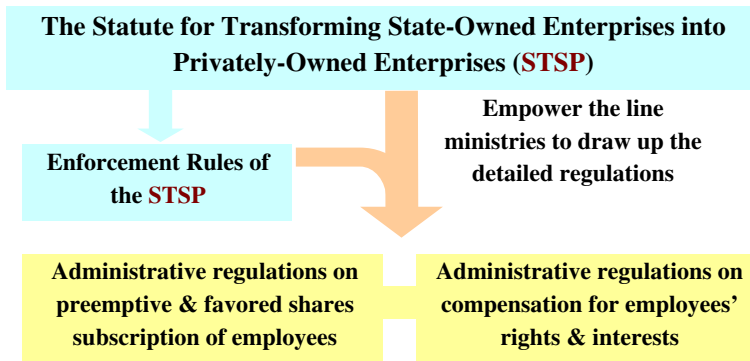 The Statute for Transforming State-Owned Enterprises into
Privately-Owned Enterprises (STSP)
Empower the line
ministries to draw up the
detailed regulations
Enforcement Rules of
the STSP
Administrative regulations on
preemptive & favored shares
subscription of employees
Administrative regulations on
compensation for employees’
rights & interests